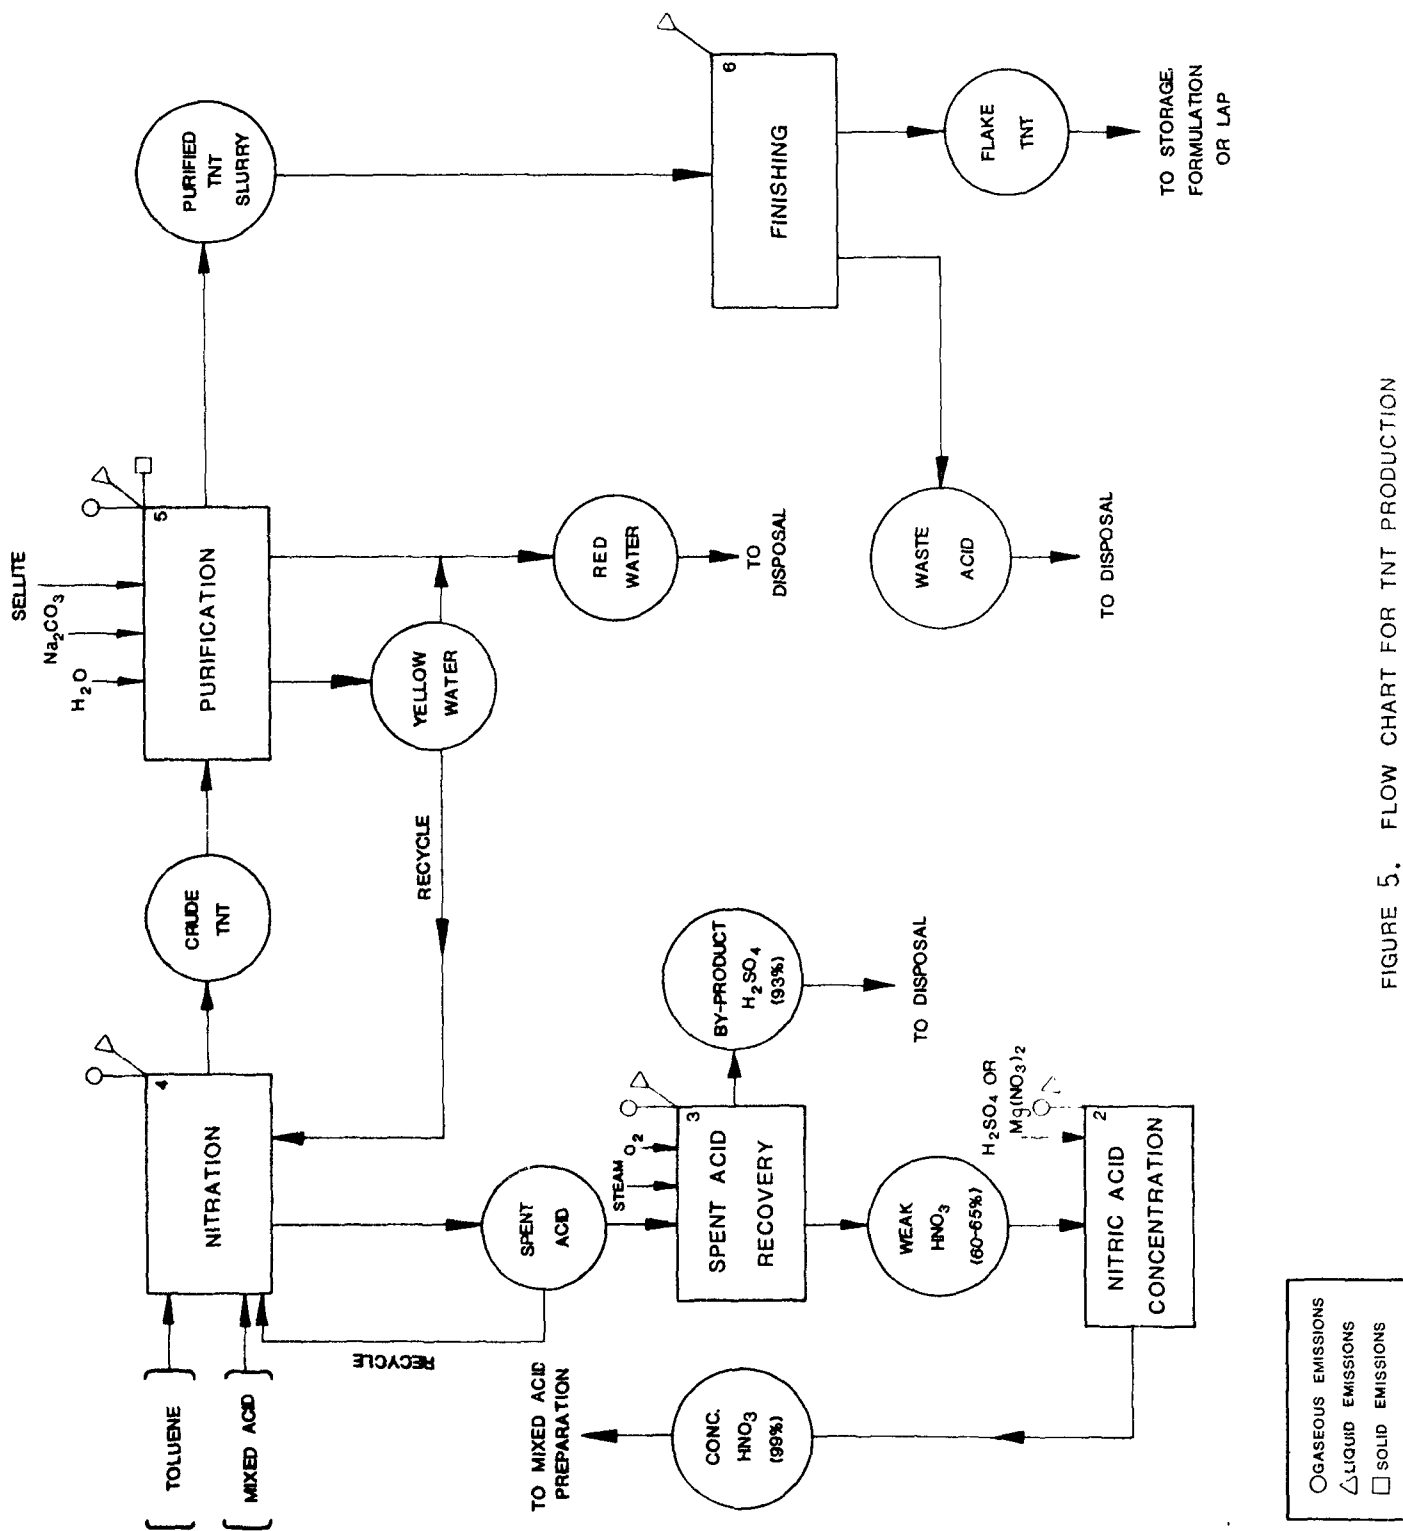 TOLUENE
MIXED ACID
4
NITRATION
RECYCLE
CRUDE
TNT
H2O
Na2CO3
SELLITE
5
PURIFICATION
PURIFIED
TNT
SLURRY
YELLOW
WATER
RECYCLE
RED
WATER
TO
DISPOSAL
6
FINISHING
FLAKE
TNT
TO STORAGE,
FORMULATION
OR LAP
WASTE
ACID
TO DISPOSAL
SPENT
ACID
STEAM
O2
3
SPENT ACID
RECOVERY
BY-PRODUCT
H2SO4
(93%)
TO DISPOSAL
WEAK
HNO3
(60-65%)
H2SO4 OR
Mg(NO3)2
2
NITRIC ACID
CONCENTRATION
CONC.
HNO3
(99%)
TO MIXED ACID
PREPARATION
GASEOUS EMISSIONS
LIQUID EMISSIONS
SOLID EMISSIONS
FIGURE 5. FLOW CHART FOR TNT PRODUCTION